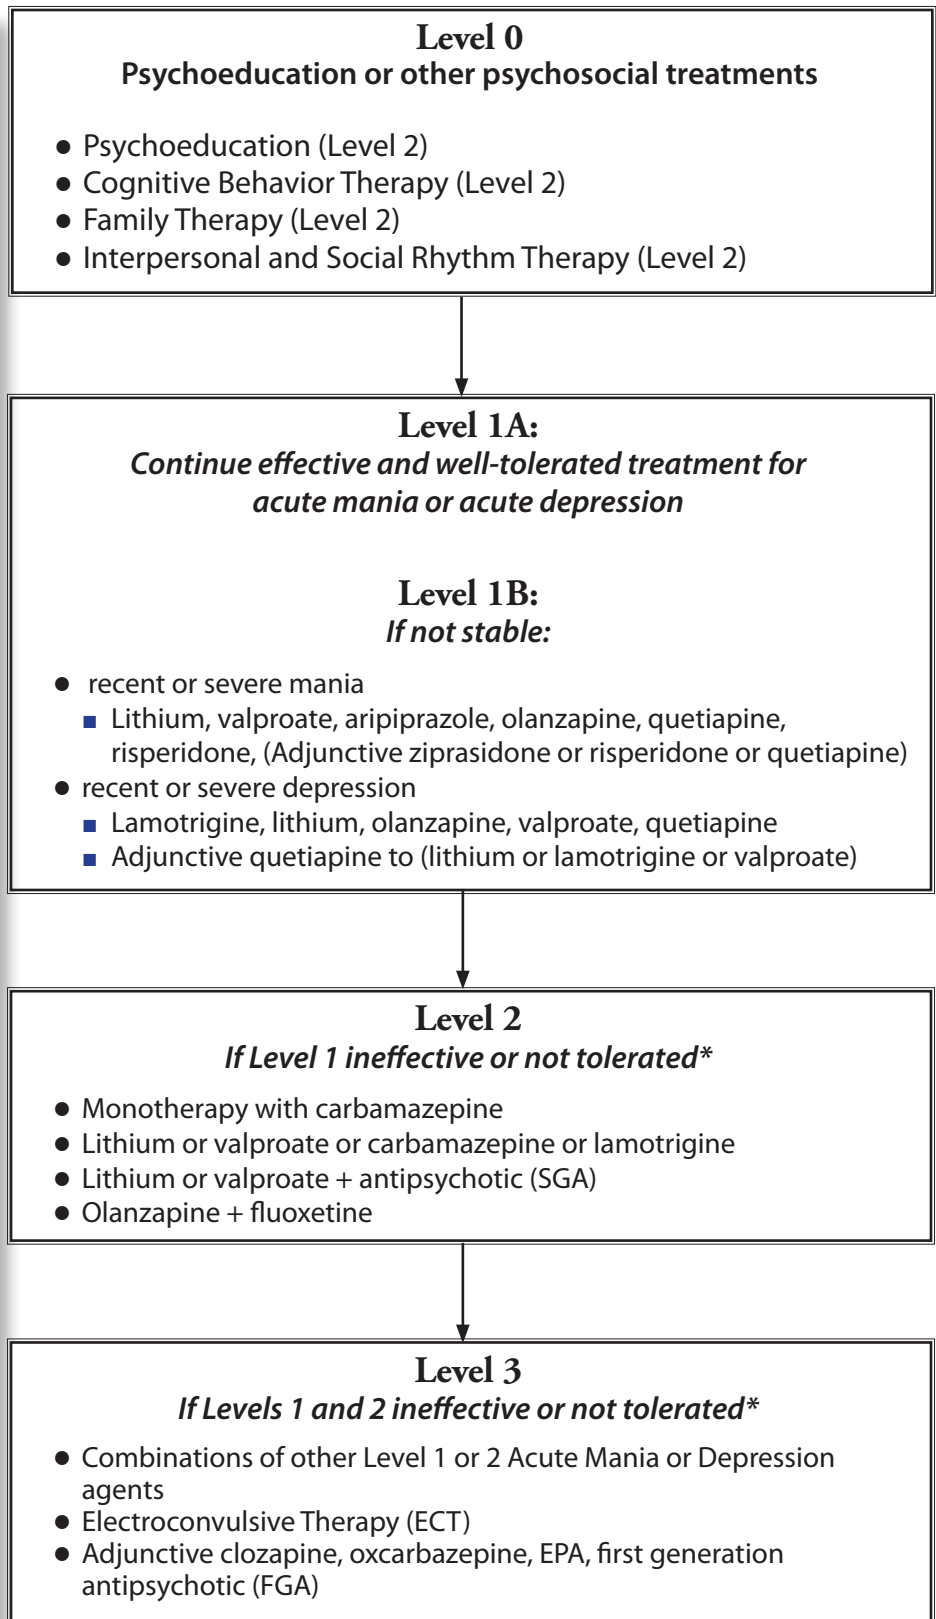 Level 0
Psychoeducation or other psychosocial treatments
● Psychoeducation (Level 2)
● Cognitive Behavior Therapy (Level 2)
● Family Therapy (Level 2)
● Interpersonal and Social Rhythm Therapy (Level 2)
Level 1A:
Continue effective and well-tolerated treatment for
acute mania or acute depression
Level 1B:
If not stable:
● recent or severe mania
■ Lithium, valproate, aripiprazole, olanzapine, quetiapine,
risperidone, (Adjunctive ziprasidone or risperidone or quetiapine)
● recent or severe depression
■ Lamotrigine, lithium, olanzapine, valproate, quetiapine
■ Adjunctive quetiapine to (lithium or lamotrigine or valproate)
Level 2
If Level 1 ineffective or not tolerated*
● Monotherapy with carbamazepine
● Lithium or valproate or carbamazepine or lamotrigine
● Lithium or valproate + antipsychotic (SGA)
● Olanzapine + fluoxetine
Level 3
If Levels 1 and 2 ineffective or not tolerated*
● Combinations of other Level 1 or 2 Acute Mania or Depression
agents
● Electroconvulsive Therapy (ECT)
● Adjunctive clozapine, oxcarbazepine, EPA, first generation
antipsychotic (FGA)